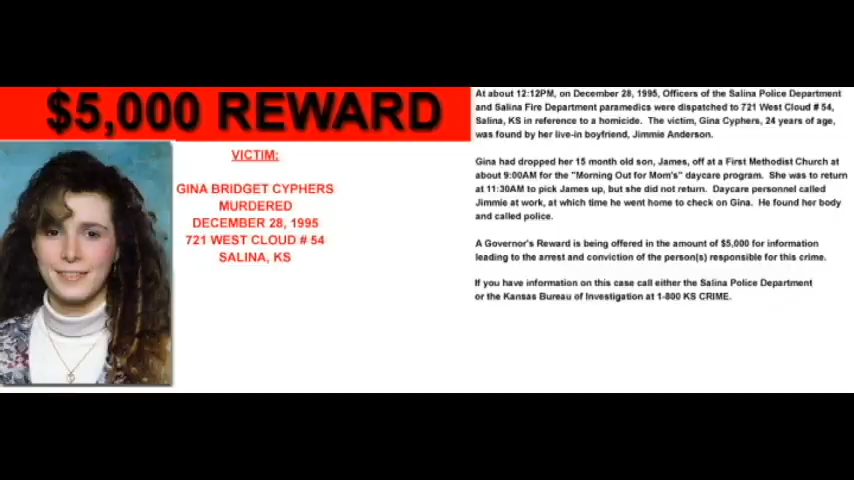 $5,000 REWARD
VICTIM:
GINA BRIDGET CYPHERS
MURDERED
DECEMBER 28, 1995
721 WEST CLOUD # 54
SALINA, KS
At about 12:12PM, on December 28, 1995, Officers of the Salina Police Department
and Salina Fire Department paramedics were dispatched to 721 West Cloud # 54,
Salina, KS in reference to a homicide. The victim, Gina Cyphers, 24 years of age,
was found by her live-in boyfriend, Jimmie Anderson.
Gina had dropped her 15 month old son, James, off at a First Methodist Church at
about 9:00AM for the "Morning Out for Mom's" daycare program. She was to return
at 11:30AM to pick James up, but she did not return. Daycare personnel called
Jimmie at work, at which time he went home to check on Gina. He found her body
and called police.
A Governor's Reward is being offered in the amount of $5,000 for information
leading to the arrest and conviction of the person(s) responsible for this crime.
If you have information on this case call either the Salina Police Department
or the Kansas Bureau of Investigation at 1-800 KS CRIME.